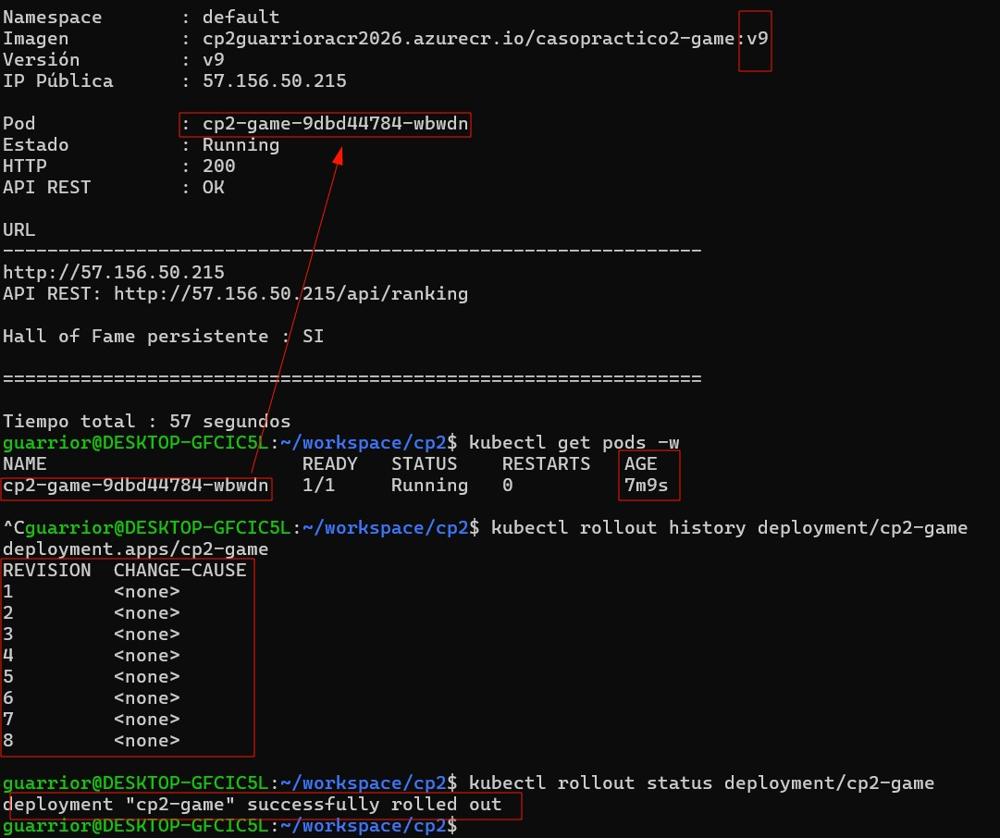 Namespace       : default
Imagen          : cp2guarrioracr2026.azurecr.io/casopractico2-game:v9
Versión         : v9
IP Pública      : 57.156.50.215
Pod             : cp2-game-9dbd44784-wbwdn
Estado          : Running
HTTP            : 200
API REST        : OK
URL
---------------------------------------------------------------
http://57.156.50.215
API REST: http://57.156.50.215/api/ranking
Hall of Fame persistente : SI
===============================================================
Tiempo total : 57 segundos
guarrior@DESKTOP-GFCIC5L:~/workspace/cp2$ kubectl get pods -w
NAME                       READY   STATUS    RESTARTS   AGE
cp2-game-9dbd44784-wbwdn   1/1     Running   0          7m9s
^Cguarrior@DESKTOP-GFCIC5L:~/workspace/cp2$ kubectl rollout history deployment/cp2-game
deployment.apps/cp2-game
REVISION  CHANGE-CAUSE
1         <none>
2         <none>
3         <none>
4         <none>
5         <none>
6         <none>
7         <none>
8         <none>
guarrior@DESKTOP-GFCIC5L:~/workspace/cp2$ kubectl rollout status deployment/cp2-game
deployment "cp2-game" successfully rolled out
guarrior@DESKTOP-GFCIC5L:~/workspace/cp2$